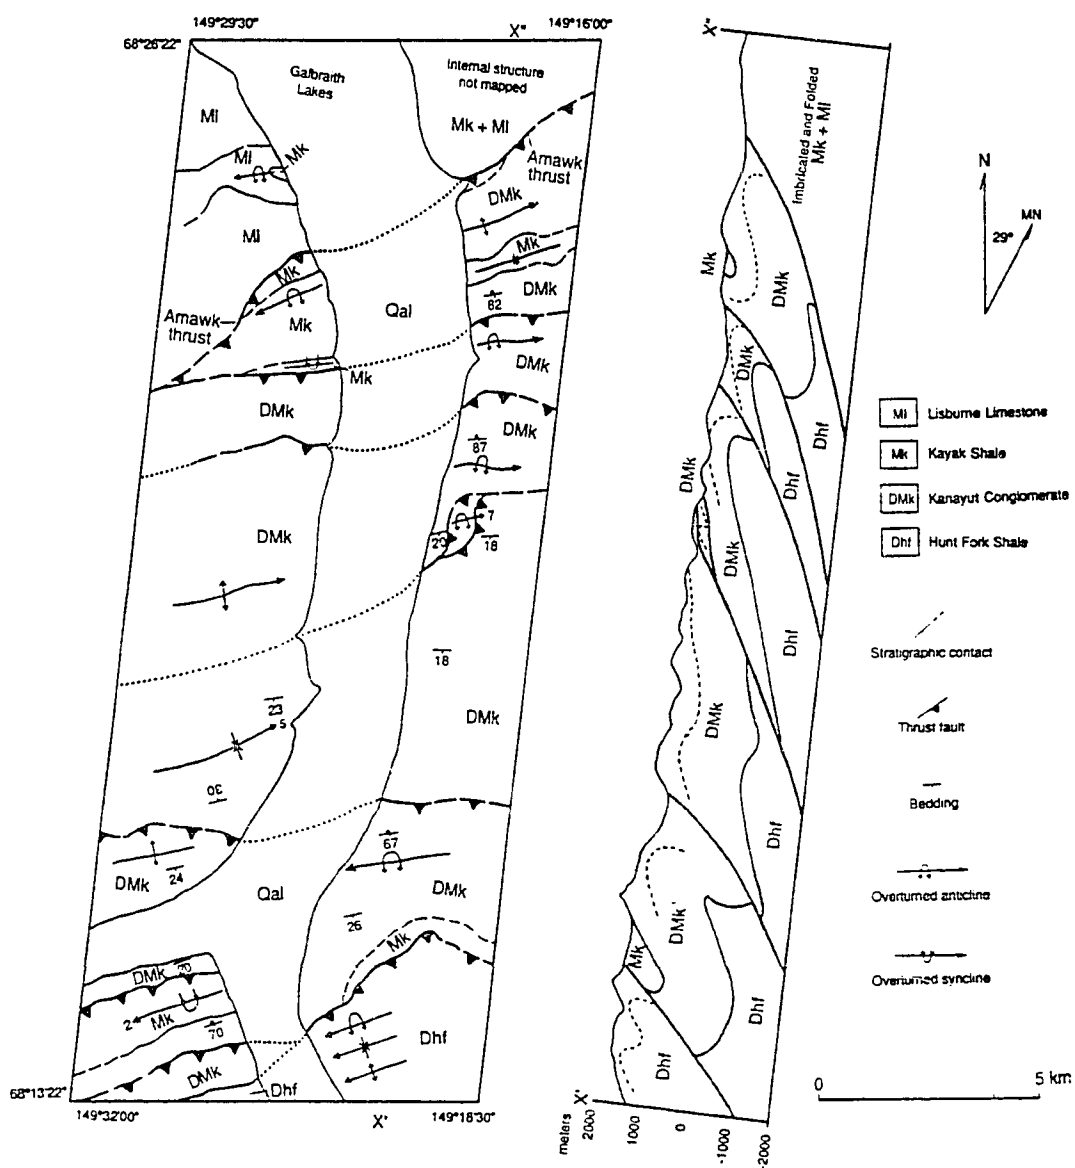 149°29'30"
X"
149°16'00"
68°26'22"
Galbraith
Lakes
Internal structure
not mapped
Ml
Mk + Ml
Ml
Mk
Amawk
thrust
DMk
Ml
Mk
Mk
DMk
82
Qal
Amawk
thrust
Mk
DMk
Mk
DMk
DMk
87
DMk
7
20
18
18
23
5
DMk
30
67
DMk
24
Qal
DMk
26
Mk
DMk
70
2
Mk
70
Dhf
DMk
Dhf
68°13'22"
149°32'00"
X'
149°18'30"
X"
Imbricated and Folded
Mk + Ml
Mk
DMk
DMk
Dhf
DMk
Dhf
DMk
Dhf
DMk
Dhf
DMk'
Mk
Dhf
Dhf
X'
meters
2000
1000
0
-1000
-2000
N
MN
29°
Ml Lisburne Limestone
Mk Kayak Shale
DMk Kanayut Conglomerate
Dhf Hunt Fork Shale
Stratigraphic contact
Thrust fault
Bedding
Overturned anticline
Overturned syncline
0
5 km